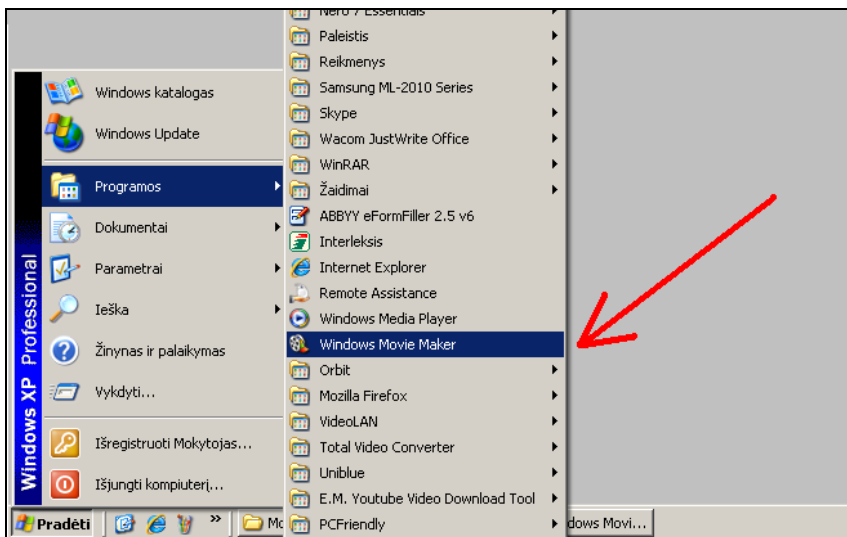 Nero 7 Essentials
Paleistis
Reikmenys
Samsung ML-2010 Series
Skype
Wacom JustWrite Office
WinRAR
Žaidimai
ABBYY eFormFiller 2.5 v6
Interleksis
Internet Explorer
Remote Assistance
Windows Media Player
Windows Movie Maker
Orbit
Mozilla Firefox
VideoLAN
Total Video Converter
Uniblue
E.M. Youtube Video Download Tool
PCFriendly
Windows katalogas
Windows Update
Programos
Dokumentai
Parametrai
Ieška
Žinynas ir palaikymas
Vykdyti...
Išregistruoti Mokytojas...
Išjungti kompiuterį...
Windows XP Professional
Pradėti
»
Mo
dows Movi...